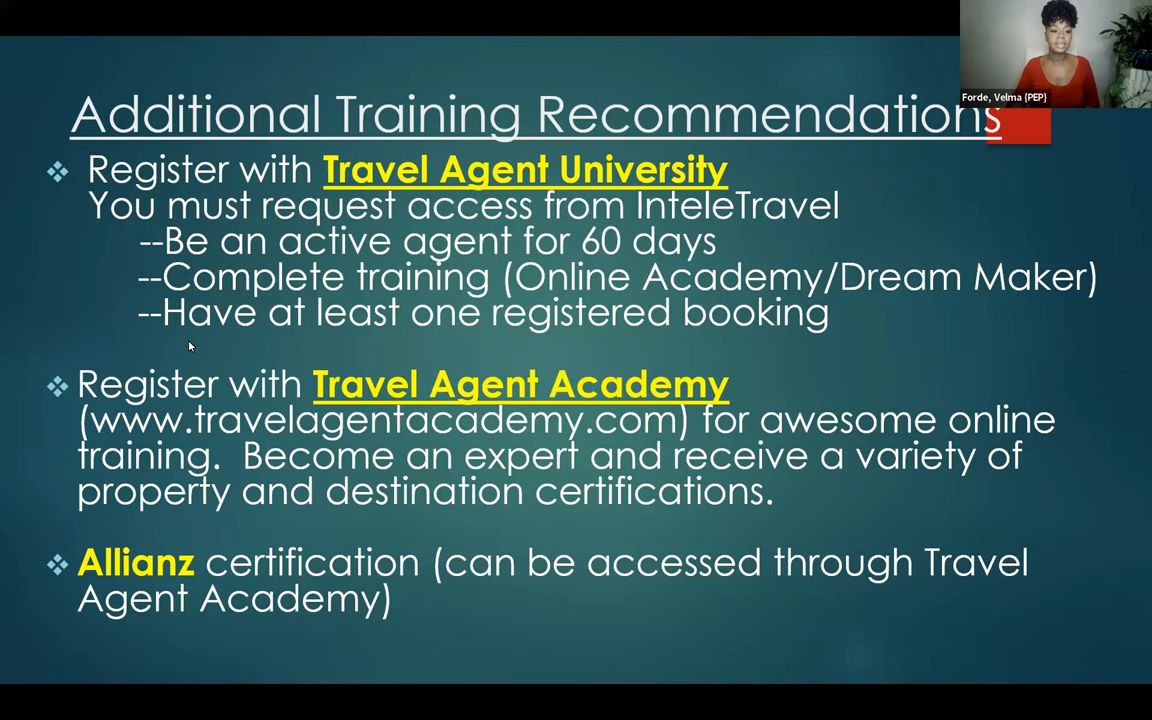 Forde, Velma {PEP}
Additional Training Recommendations
Register with Travel Agent University
You must request access from InteleTravel
--Be an active agent for 60 days
--Complete training (Online Academy/Dream Maker)
--Have at least one registered booking
Register with Travel Agent Academy
(www.travelagentacademy.com) for awesome online
training.  Become an expert and receive a variety of
property and destination certifications.
Allianz certification (can be accessed through Travel
Agent Academy)